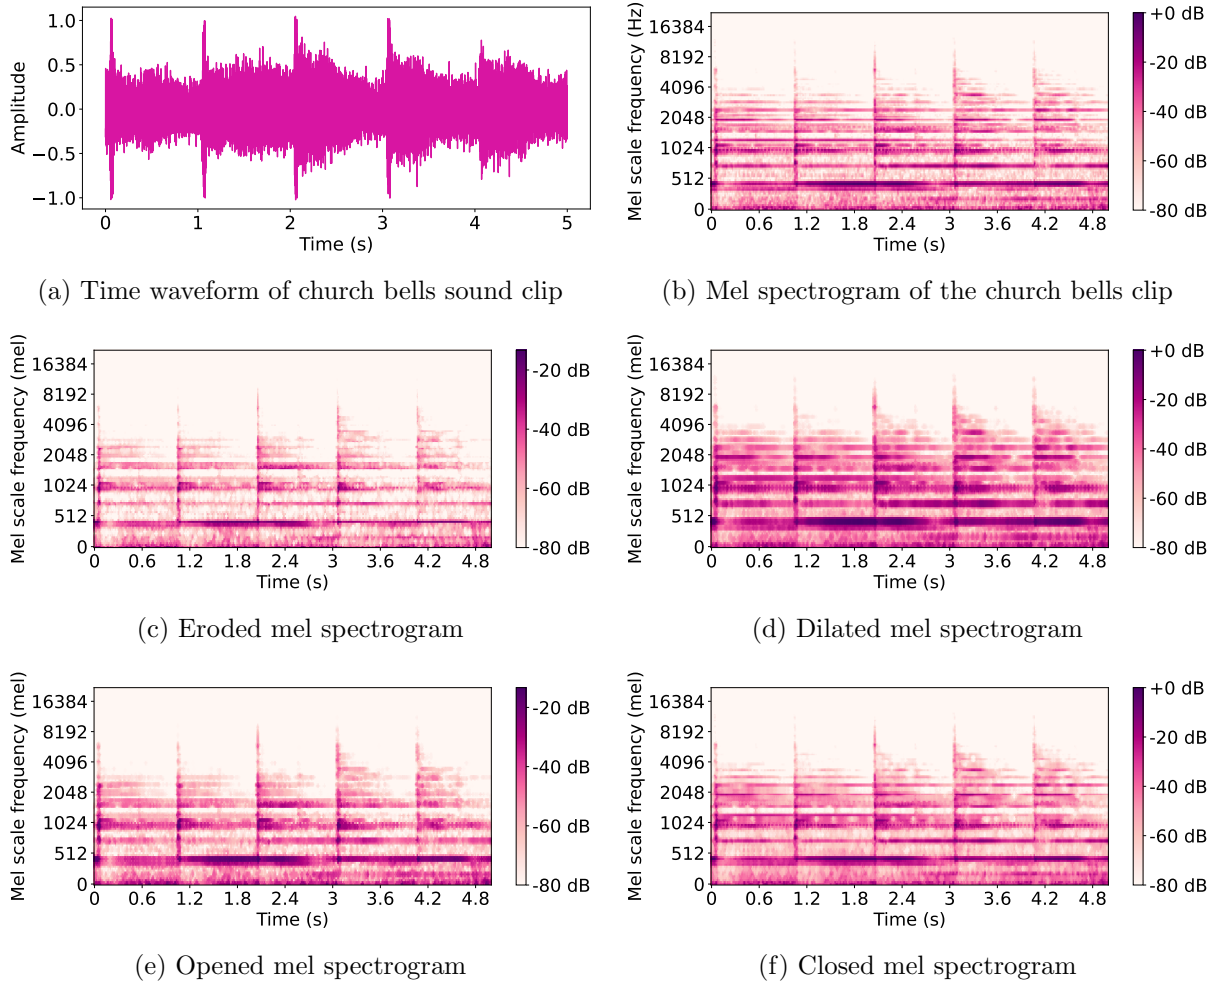 1.0
0.5
0.0
−0.5
−1.0
Amplitude
0 1 2 3 4 5
Time (s)
(a) Time waveform of church bells sound clip
16384
8192
4096
2048
1024
512
0
Mel scale frequency (Hz)
0 0.6 1.2 1.8 2.4 3 3.6 4.2 4.8
Time (s)
+0 dB
-20 dB
-40 dB
-60 dB
-80 dB
(b) Mel spectrogram of the church bells clip
16384
8192
4096
2048
1024
512
0
Mel scale frequency (mel)
0 0.6 1.2 1.8 2.4 3 3.6 4.2 4.8
Time (s)
-20 dB
-40 dB
-60 dB
-80 dB
(c) Eroded mel spectrogram
16384
8192
4096
2048
1024
512
0
Mel scale frequency (mel)
0 0.6 1.2 1.8 2.4 3 3.6 4.2 4.8
Time (s)
+0 dB
-20 dB
-40 dB
-60 dB
-80 dB
(d) Dilated mel spectrogram
16384
8192
4096
2048
1024
512
0
Mel scale frequency (mel)
0 0.6 1.2 1.8 2.4 3 3.6 4.2 4.8
Time (s)
-20 dB
-40 dB
-60 dB
-80 dB
(e) Opened mel spectrogram
16384
8192
4096
2048
1024
512
0
Mel scale frequency (mel)
0 0.6 1.2 1.8 2.4 3 3.6 4.2 4.8
Time (s)
+0 dB
-20 dB
-40 dB
-60 dB
-80 dB
(f) Closed mel spectrogram